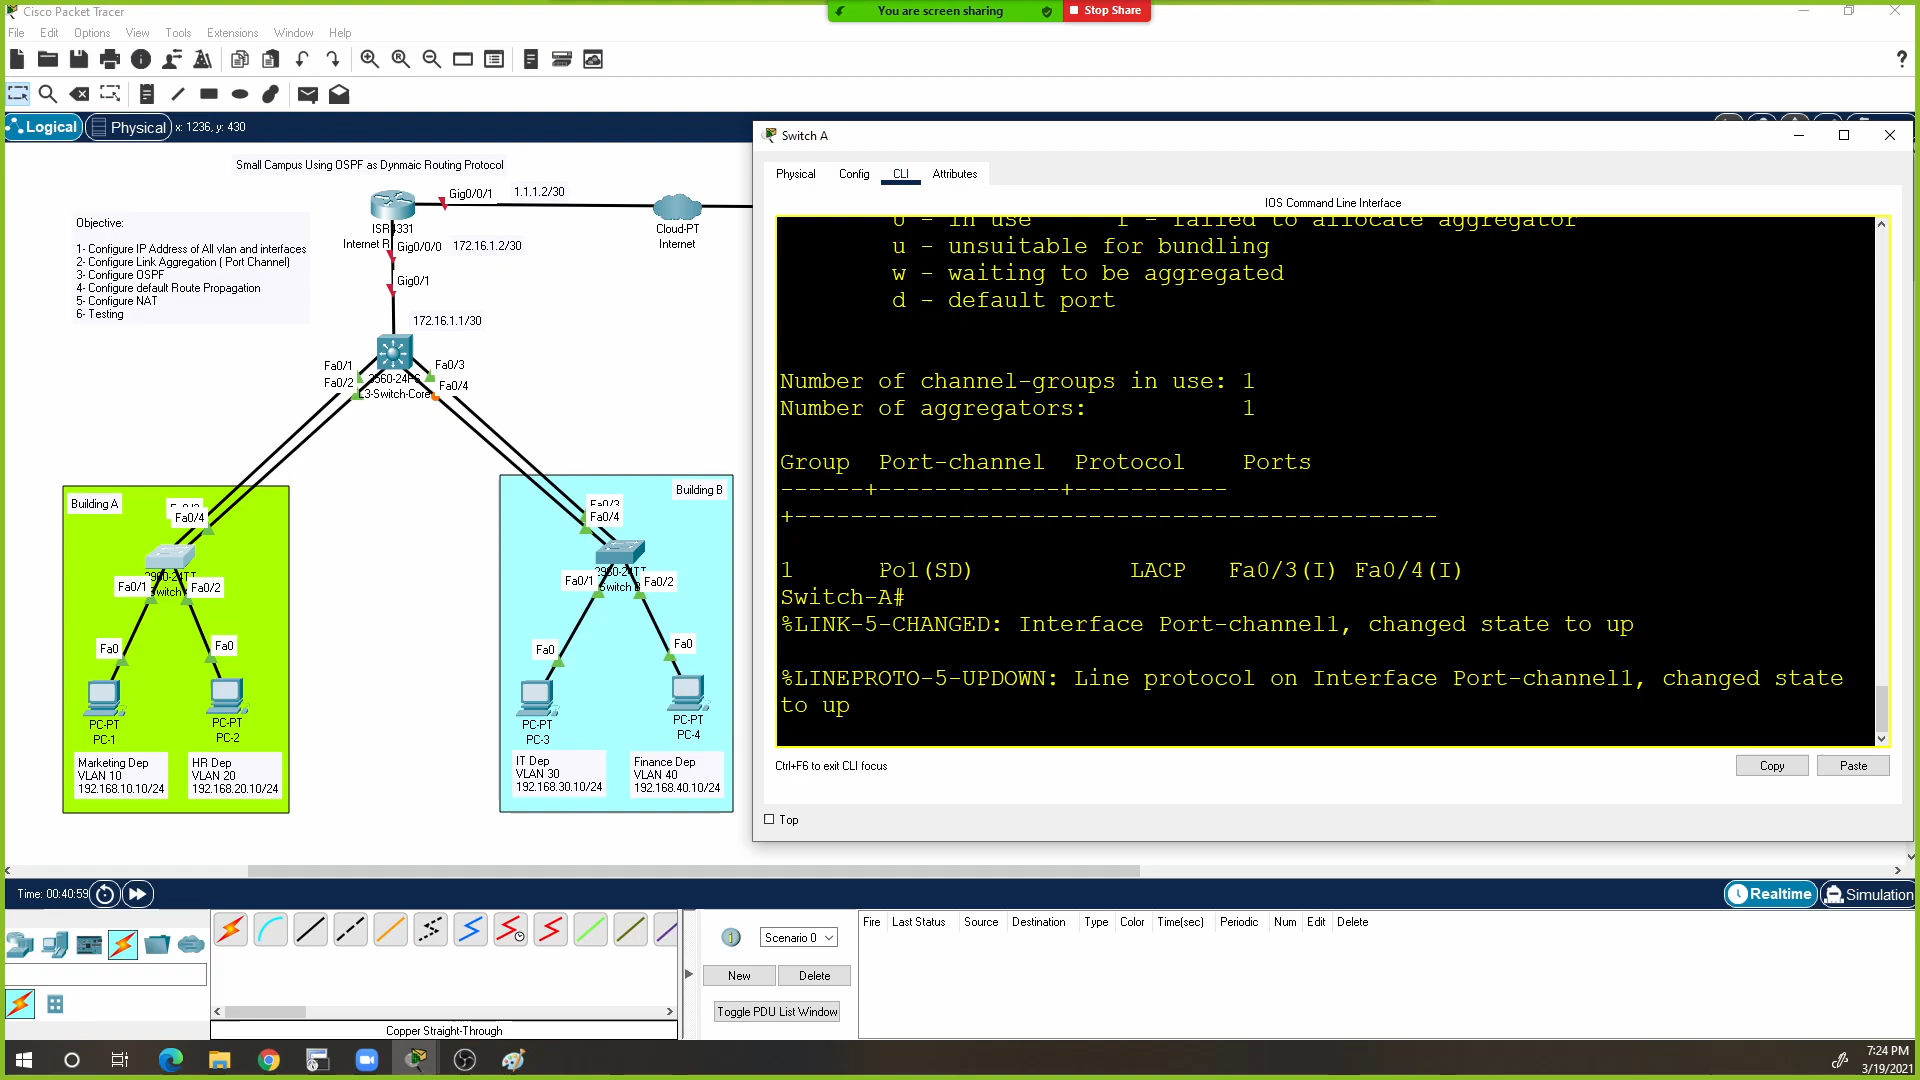 Cisco Packet Tracer
You are screen sharing
Stop Share
File Edit Options View Tools Extensions Window Help
Logical
Physical
x: 1236, y: 430
Small Campus Using OSPF as Dynmaic Routing Protocol
Objective:
1- Configure IP Address of All vlan and interfaces
2- Configure Link Aggregation ( Port Channel)
3- Configure OSPF
4- Configure default Route Propagation
5- Configure NAT
6- Testing
Gig0/0/1
1.1.1.2/30
Internet
Gig0/0/0
172.16.1.2/30
Cloud-PT
Internet
Gig0/1
172.16.1.1/30
Fa0/1
Fa0/2
Fa0/3
Fa0/4
3560-24PS
L3-Switch-Core
Building A
Fa0/4
Fa0/1
Fa0/2
Fa0
Fa0
PC-PT
PC-1
PC-PT
PC-2
Marketing Dep
VLAN 10
192.168.10.10/24
HR Dep
VLAN 20
192.168.20.10/24
Building B
Fa0/3
Fa0/4
Fa0/1
Fa0/2
Fa0
Fa0
PC-PT
PC-3
PC-PT
PC-4
IT Dep
VLAN 30
192.168.30.10/24
Finance Dep
VLAN 40
192.168.40.10/24
Switch A
Physical Config CLI Attributes
IOS Command Line Interface
in use f - failed to allocate aggregator
u - unsuitable for bundling
w - waiting to be aggregated
d - default port
Number of channel-groups in use: 1
Number of aggregators: 1
Group Port-channel Protocol Ports
------+-------------+-----------
+----------------------------------------------
1 Po1(SD) LACP Fa0/3(I) Fa0/4(I)
Switch-A#
%LINK-5-CHANGED: Interface Port-channel1, changed state to up
%LINEPROTO-5-UPDOWN: Line protocol on Interface Port-channel1, changed state
to up
Ctrl+F6 to exit CLI focus
Copy
Paste
Top
Time: 00:40:59
Realtime
Simulation
Scenario 0
New
Delete
Toggle PDU List Window
Fire Last Status Source Destination Type Color Time(sec) Periodic Num Edit Delete
Copper Straight-Through
7:24 PM
3/19/2021